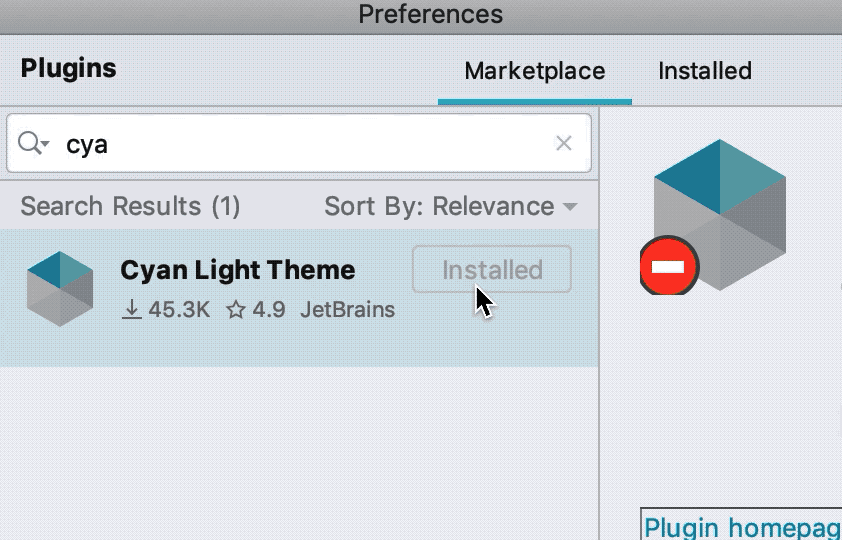 Preferences
Plugins
Marketplace
Installed
cya
Search Results (1)
Sort By: Relevance
Cyan Light Theme
Installed
45.3K
4.9
JetBrains
Plugin homepag